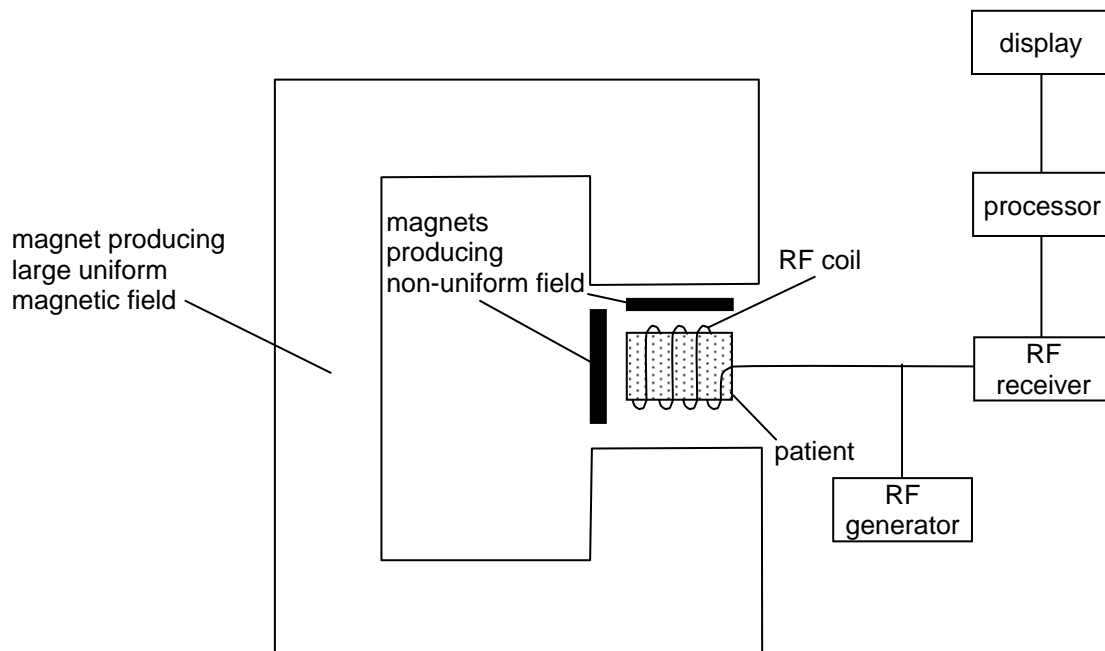 display
processor
magnet producing
large uniform
magnetic field
magnets
producing
non-uniform field
RF coil
RF
receiver
patient
RF
generator